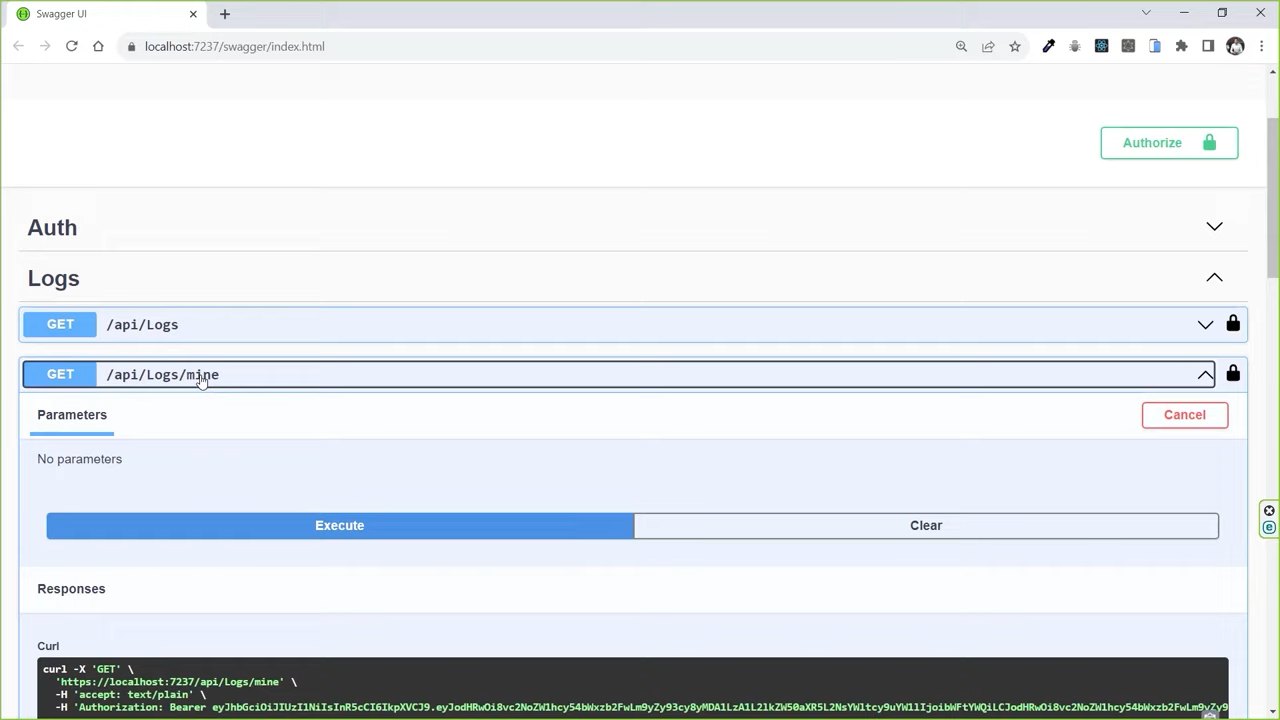 Swagger UI
localhost:7237/swagger/index.html
Authorize
Auth
Logs
GET /api/Logs
GET /api/Logs/mine
Parameters
Cancel
No parameters
Execute
Clear
Responses
Curl
curl -X 'GET' \
'https://localhost:7237/api/Logs/mine' \
-H 'accept: text/plain' \
-H 'Authorization: Bearer